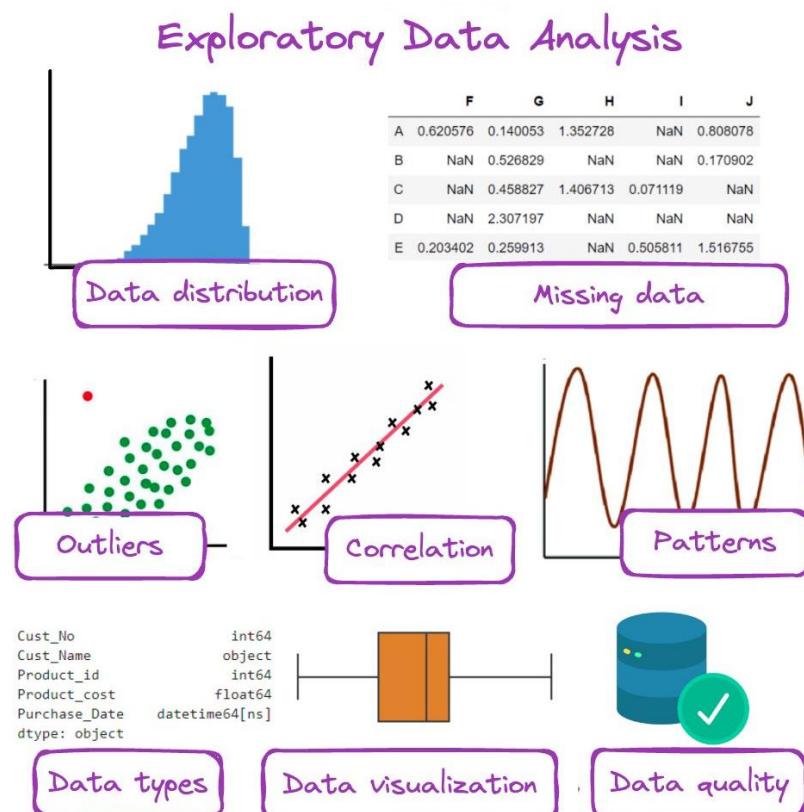 Exploratory Data Analysis
F G H I J
A 0.620576 0.140053 1.352728 NaN 0.808078
B NaN 0.526829 NaN NaN 0.170902
C NaN 0.458827 1.406713 0.071119 NaN
D NaN 2.307197 NaN NaN NaN
E 0.203402 0.259913 NaN 0.505811 1.516755
Data distribution
Missing data
Outliers
Correlation
Patterns
Cust_No int64
Cust_Name object
Product_id int64
Product_cost float64
Purchase_Date datetime64[ns]
dtype: object
Data types
Data visualization
Data quality